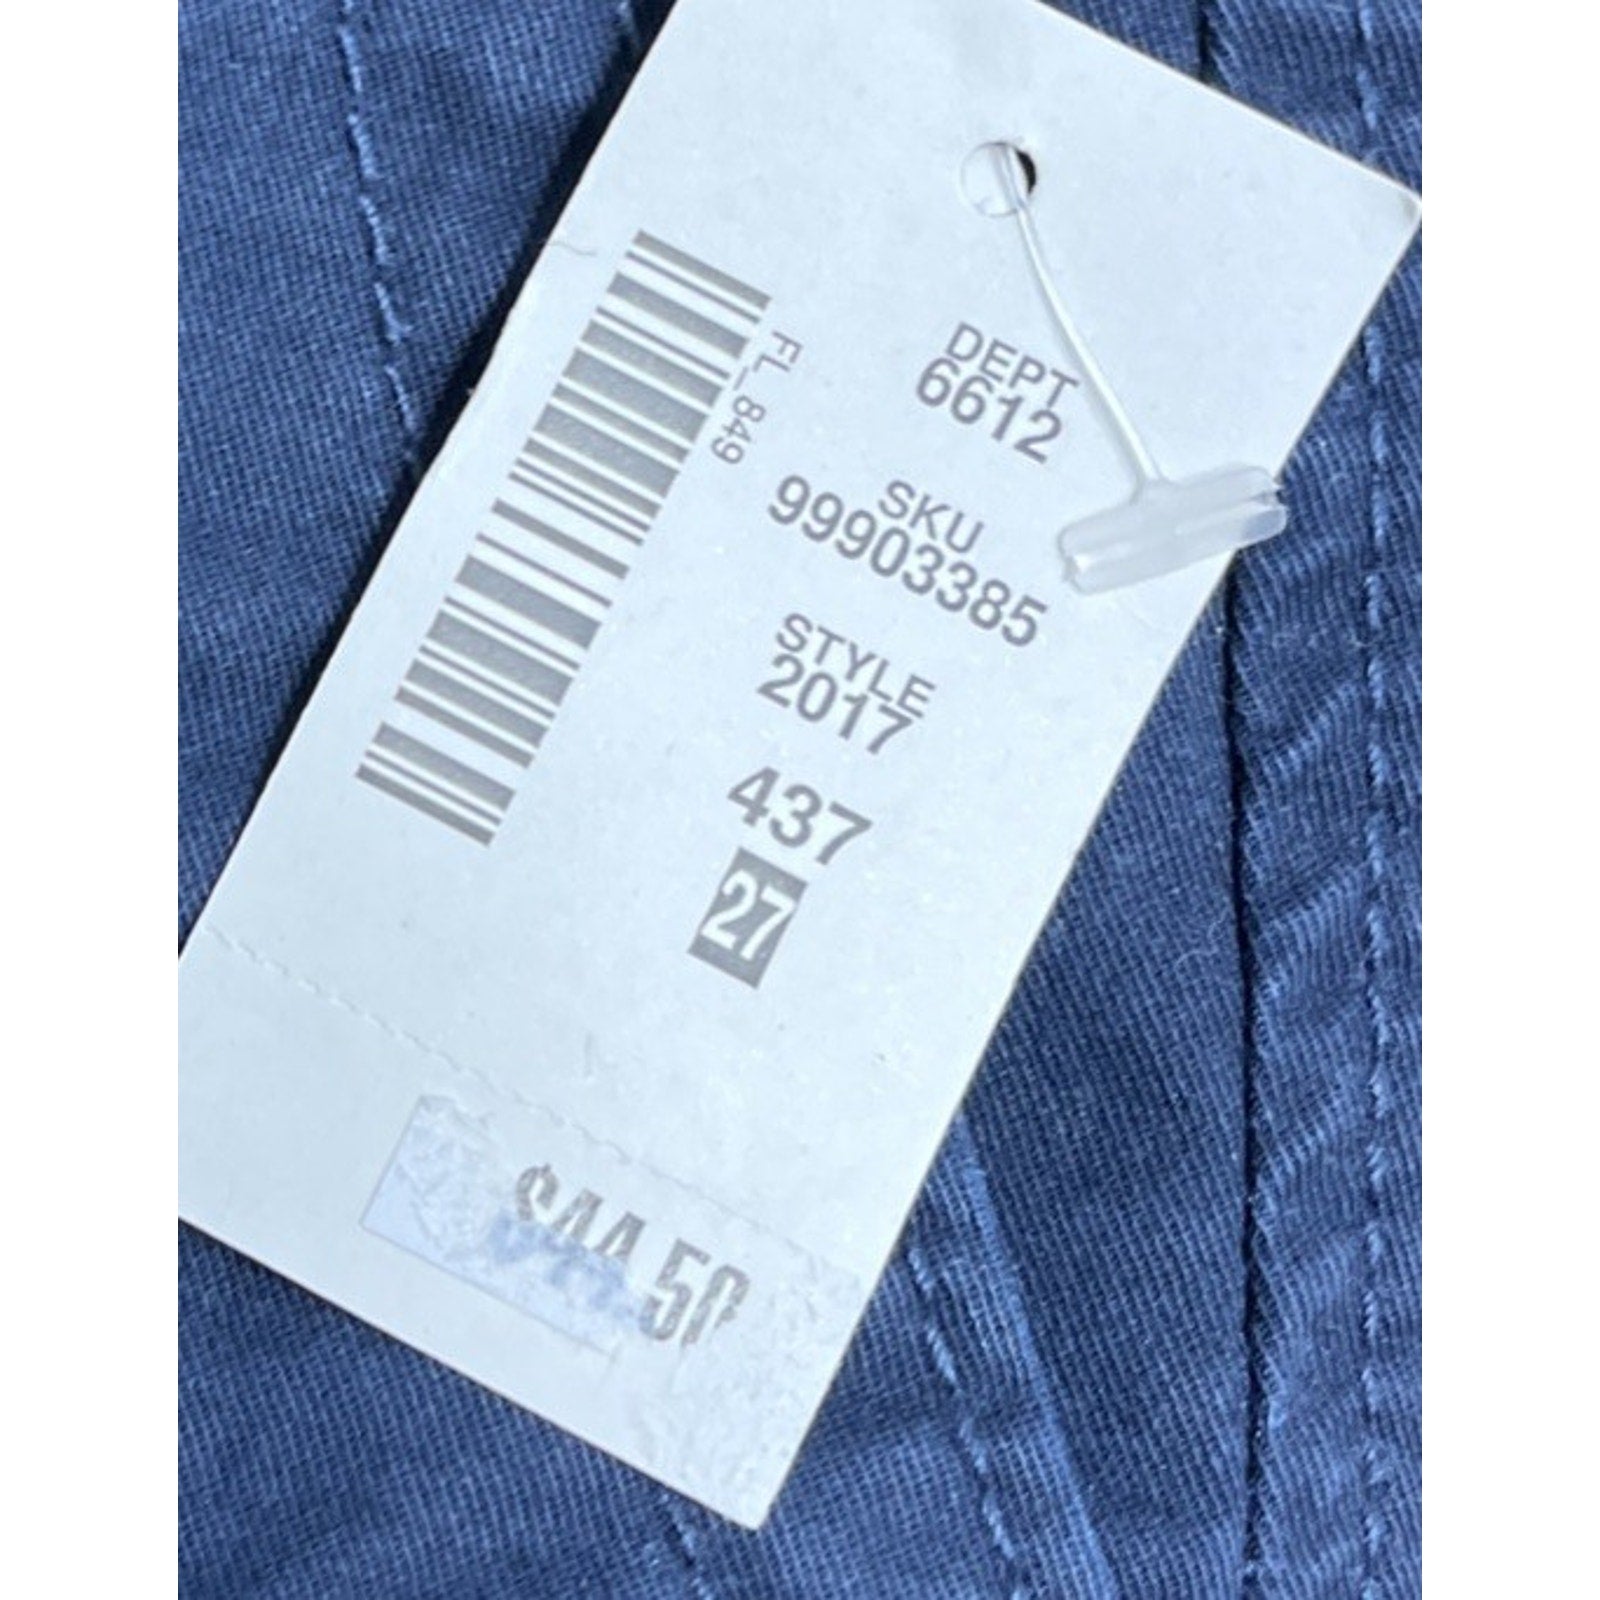 FL_849
DEPT
6612
SKU
99903385
STYLE
2017
437
27
$44.50